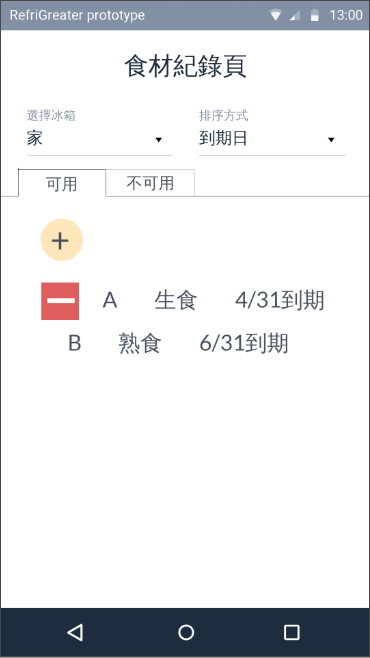 RefriGreater prototype 13:00
食材紀錄頁
選擇冰箱 排序方式
家 到期日
可用 不可用
+
A 生食 4/31到期
B 熟食 6/31到期